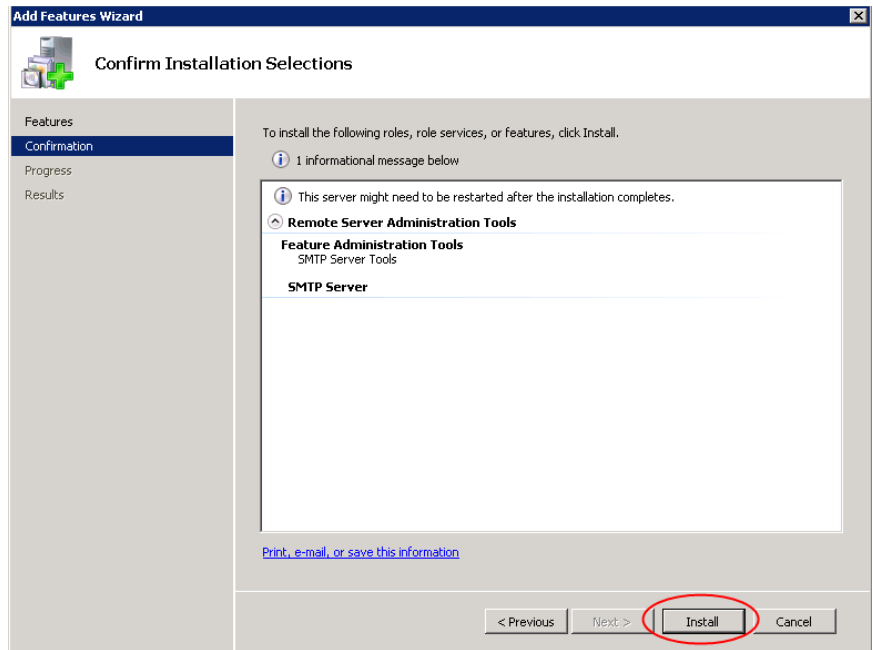 Add Features Wizard
Confirm Installation Selections
Features
Confirmation
Progress
Results
To install the following roles, role services, or features, click Install.
1 informational message below
This server might need to be restarted after the installation completes.
Remote Server Administration Tools
Feature Administration Tools
SMTP Server Tools
SMTP Server
Print, e-mail, or save this information
< Previous
Next >
Install
Cancel